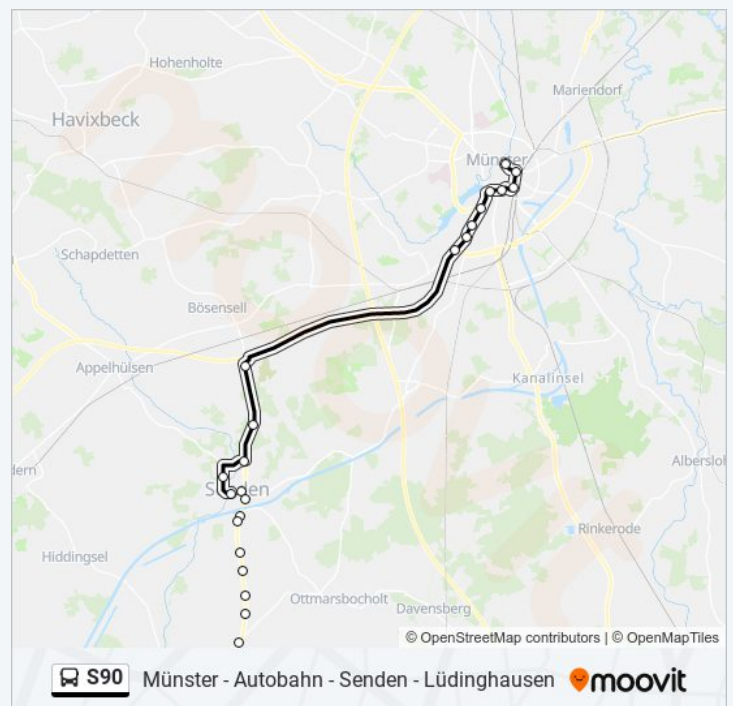 Hohenholte
Mariendorf
Havixbeck
Münster
Schapdetten
Bösensell
Appelhülsen
Kanalinsel
Senden
Rinkerode
Hiddingsel
Ottmarsbocholt
Davensberg
© OpenStreetMap contributors | © OpenMapTiles
S90 Münster - Autobahn - Senden - Lüdinghausen moovit